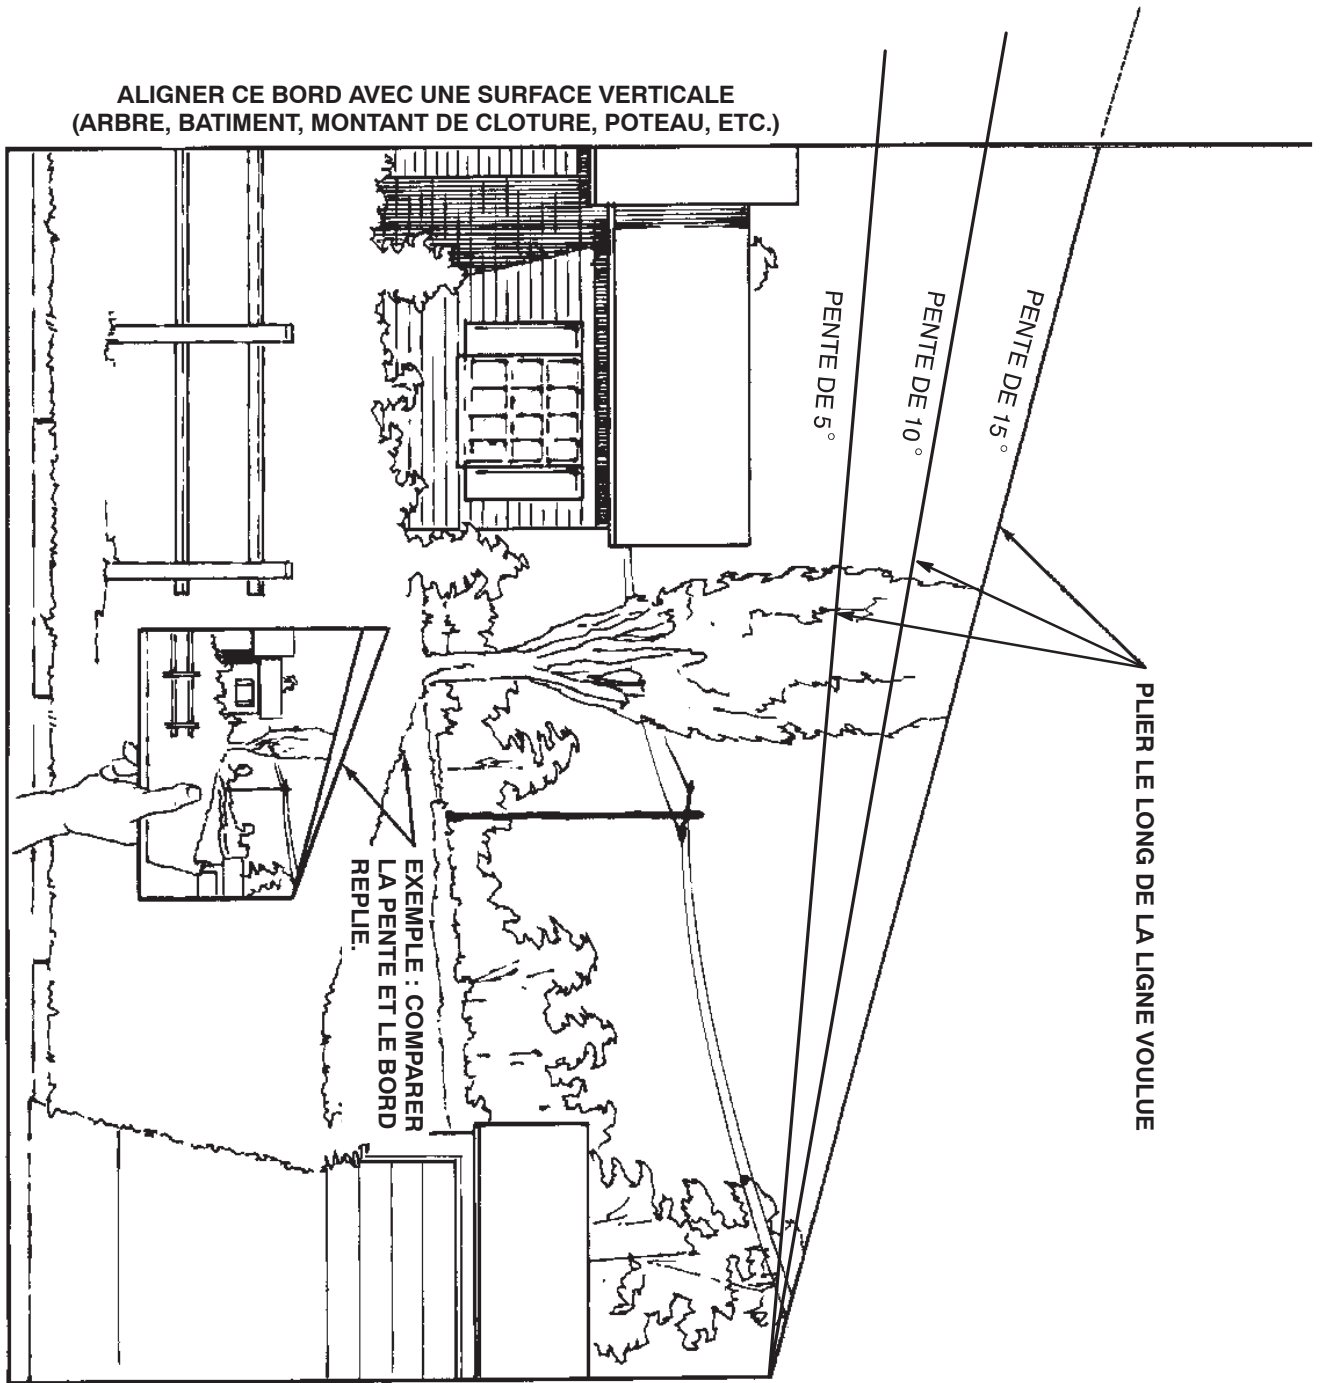 ALIGNER CE BORD AVEC UNE SURFACE VERTICALE
(ARBRE, BATIMENT, MONTANT DE CLOTURE, POTEAU, ETC.)
PENTE DE 5°
PENTE DE 10°
PENTE DE 15°
PLIER LE LONG DE LA LIGNE VOULUE
EXEMPLE : COMPARER
LA PENTE ET LE BORD
REPLIE.